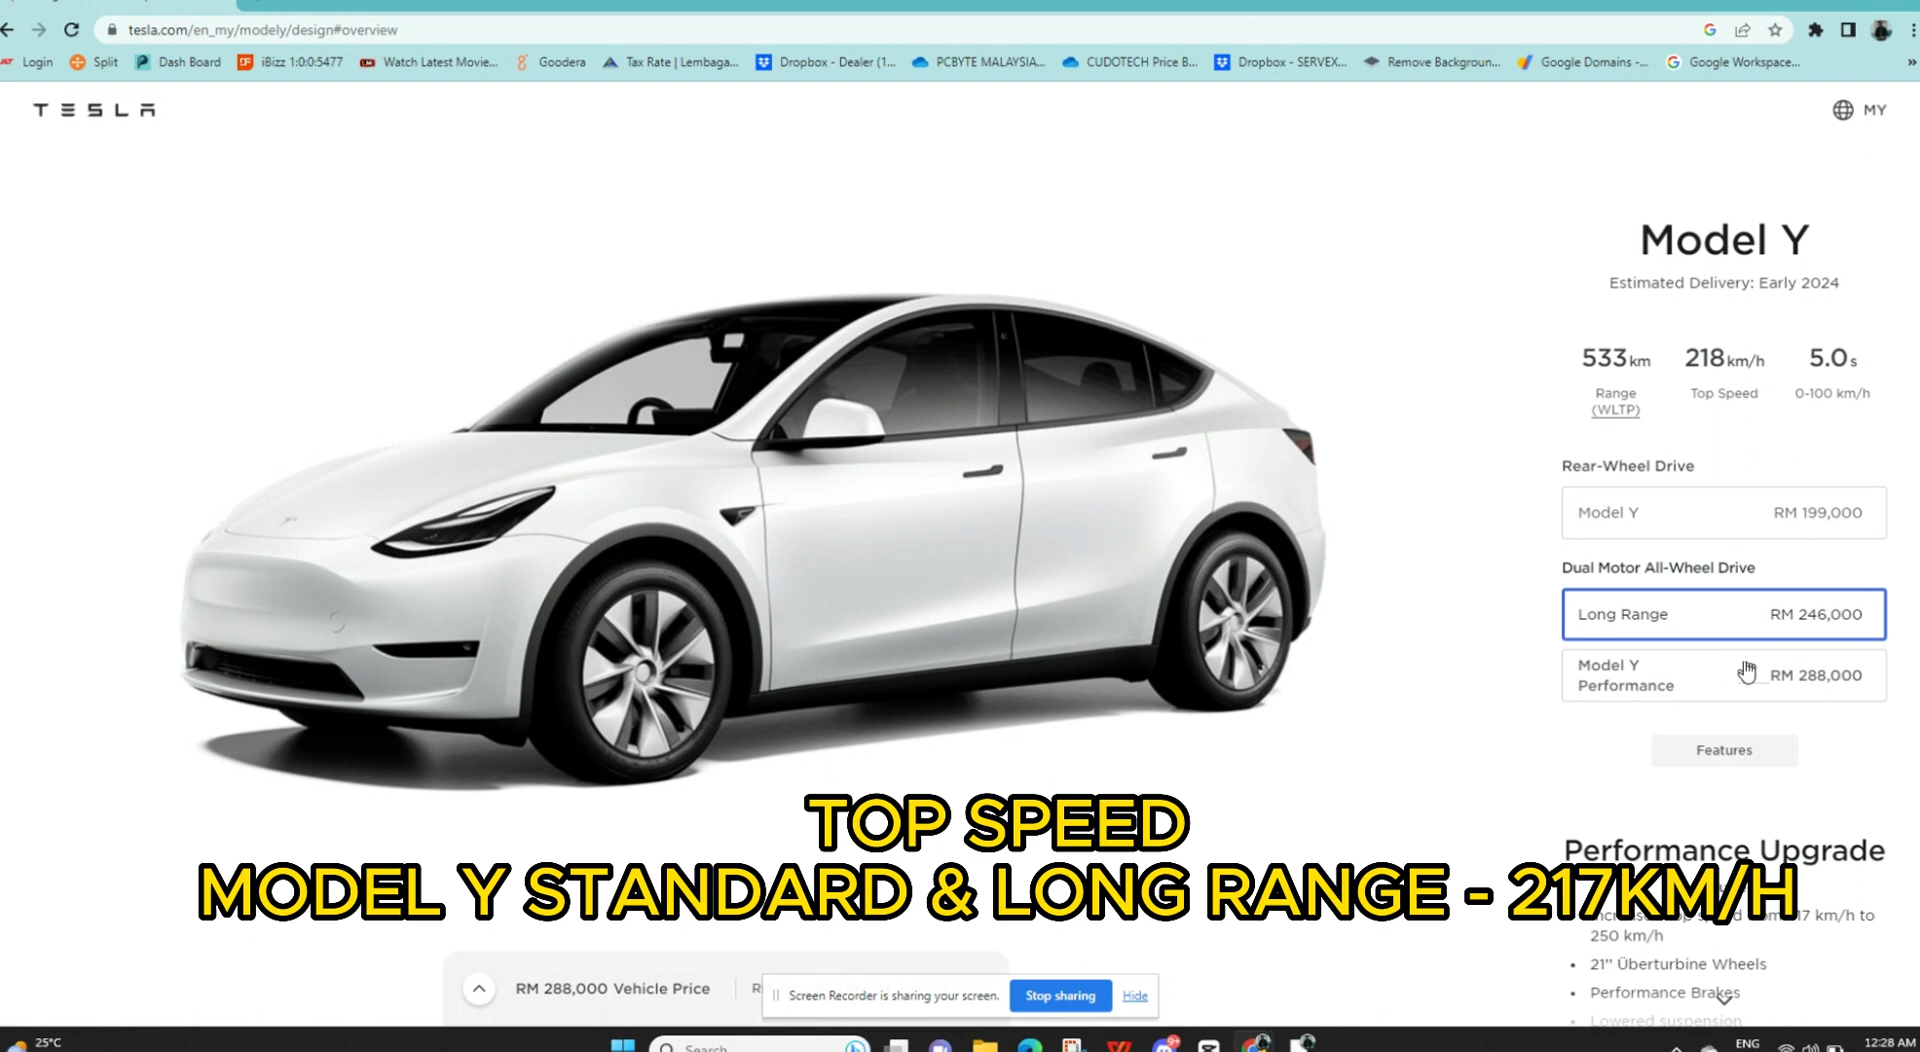 tesla.com/en_my/modely/design#overview
Login Split Dash Board iBizz 1:0:0:5477 Watch Latest Movie... Goodera Tax Rate | Lembaga... Dropbox - Dealer (1... PCBYTE MALAYSIA... CUDOTECH Price B... Dropbox - SERVEX... Remove Backgroun... Google Domains -... Google Workspace... »
TESLA
MY
Model Y
Estimated Delivery: Early 2024
533km 218km/h 5.0s
Range Top Speed 0-100 km/h
(WLTP)
Rear-Wheel Drive
Model Y RM 199,000
Dual Motor All-Wheel Drive
Long Range RM 246,000
Model Y
Performance RM 288,000
Features
TOP SPEED
MODEL Y STANDARD & LONG RANGE - 217KM/H
Performance Upgrade
km/h to
250 km/h
• 21" Überturbine Wheels
• Performance Brakes
Lowered suspension
RM 288,000 Vehicle Price
Screen Recorder is sharing your screen. Stop sharing Hide
25°C
Search
ENG
12:28 AM